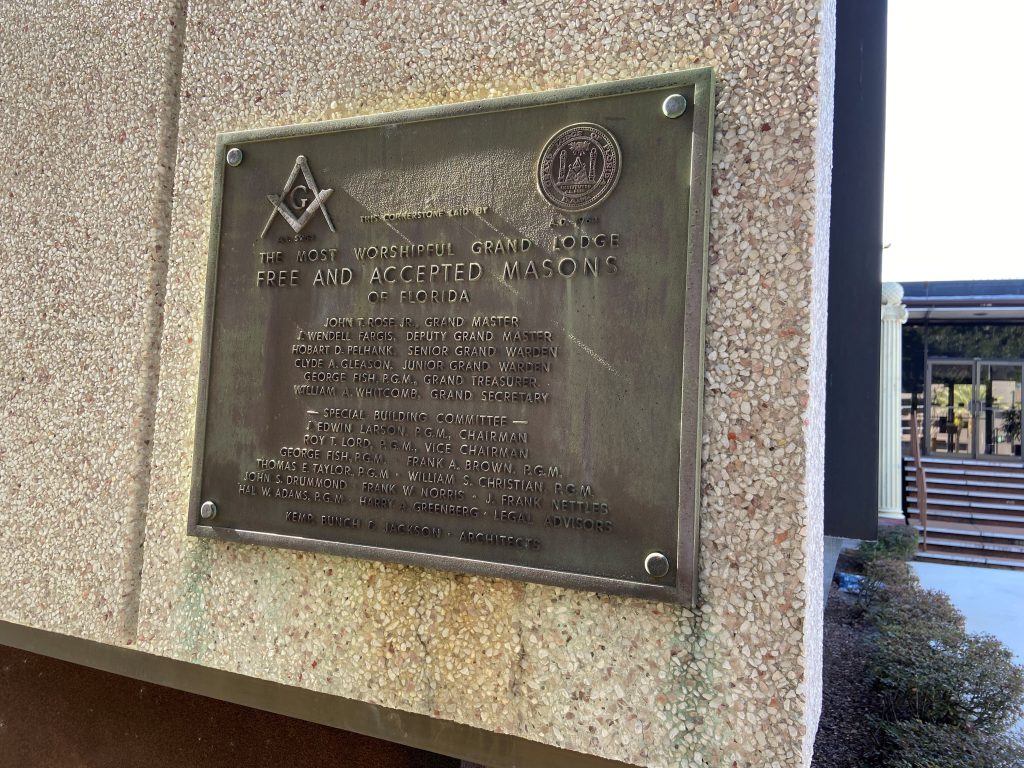 G
THIS CORNERSTONE LAID BY
THE MOST WORSHIPFUL GRAND LODGE
FREE AND ACCEPTED MASONS
OF FLORIDA
JOHN T. ROSE JR., GRAND MASTER
J. WENDELL FARGIS, DEPUTY GRAND MASTER
HOBART D. PELHANK, SENIOR GRAND WARDEN
CLYDE A. GLEASON, JUNIOR GRAND WARDEN
GEORGE FISH, P.G.M., GRAND TREASURER
WILLIAM A. WHITCOMB, GRAND SECRETARY
— SPECIAL BUILDING COMMITTEE —
J. EDWIN LARSON, P.G.M., CHAIRMAN
ROY T. LORD, P.G.M., VICE CHAIRMAN
GEORGE FISH, P.G.M. · FRANK A. BROWN, P.G.M.
THOMAS E. TAYLOR, P.G.M. · WILLIAM S. CHRISTIAN, P.G.M.
JOHN S. DRUMMOND · FRANK W. NORRIS · J. FRANK NETTLES
HAL W. ADAMS, P.G.M. · HARRY A. GREENBERG · LEGAL ADVISORS
KEMP, BUNCH & JACKSON · ARCHITECTS